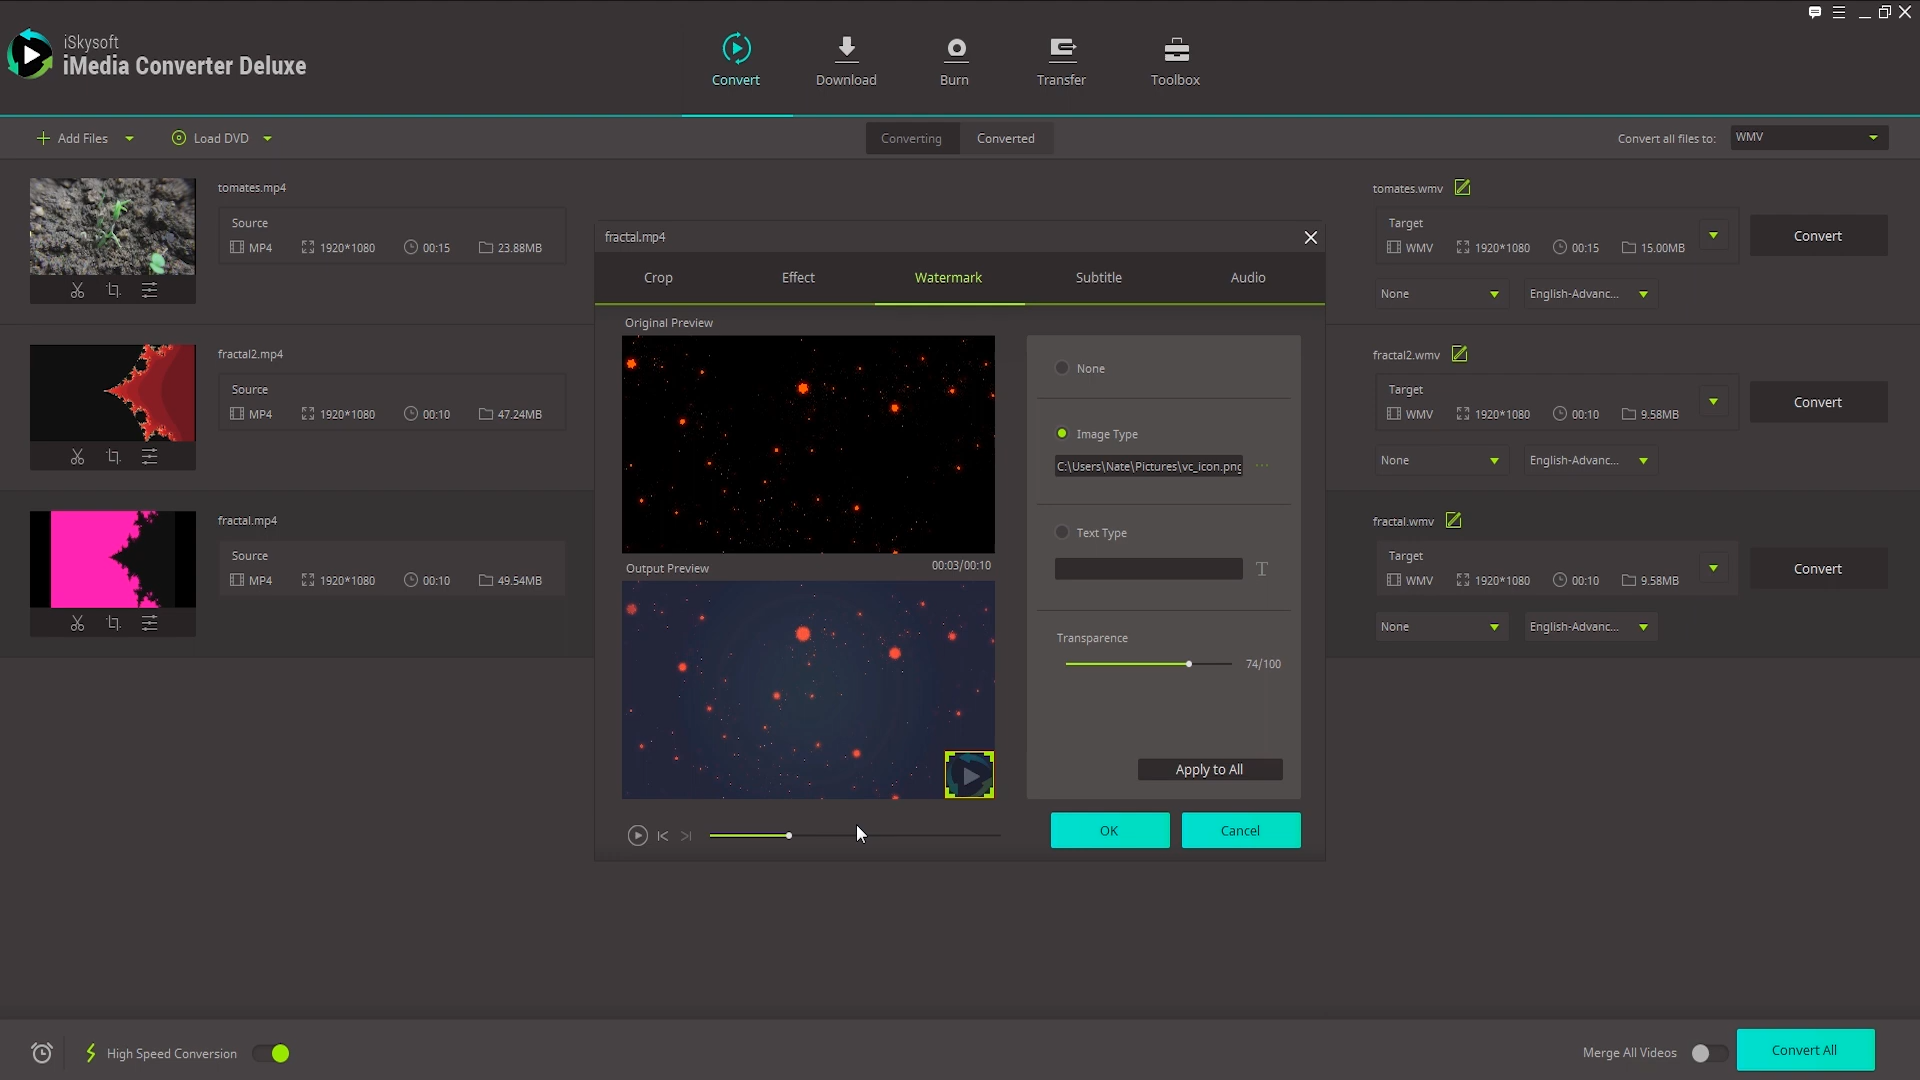 iSkysoft
iMedia Converter Deluxe
Convert
Download
Burn
Transfer
Toolbox
Add Files
Load DVD
Converting
Converted
Convert all files to:
WMV
tomates.mp4
Source
MP4 1920*1080 00:15 23.88MB
tomates.wmv
Target
WMV 1920*1080 00:15 15.00MB
Convert
None
English-Advanc...
fractal2.mp4
Source
MP4 1920*1080 00:10 47.24MB
fractal2.wmv
Target
WMV 1920*1080 00:10 9.58MB
Convert
None
English-Advanc...
fractal.mp4
Source
MP4 1920*1080 00:10 49.54MB
fractal.wmv
Target
WMV 1920*1080 00:10 9.58MB
Convert
None
English-Advanc...
fractal.mp4
Crop
Effect
Watermark
Subtitle
Audio
Original Preview
Output Preview
00:03/00:10
None
Image Type
C:\Users\Nate\Pictures\vc_icon.png
...
Text Type
T
Transparence
74/100
Apply to All
OK
Cancel
High Speed Conversion
Merge All Videos
Convert All